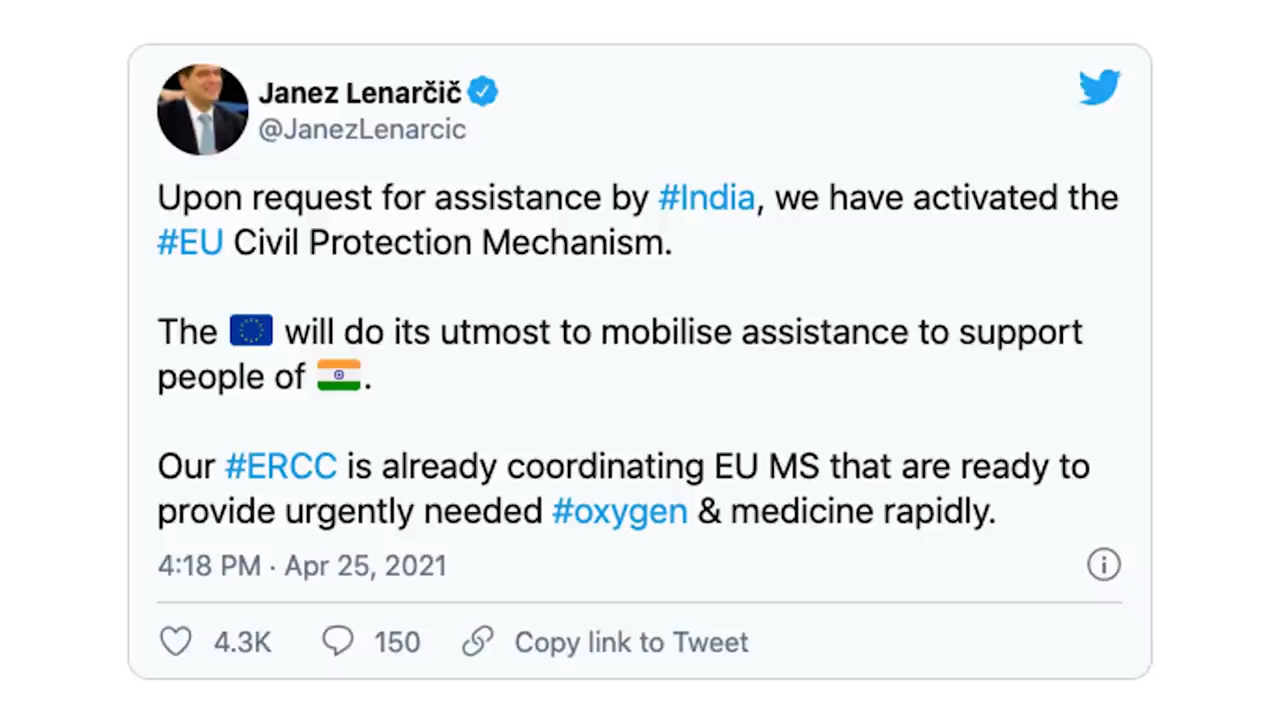 Janez Lenarčič
@JanezLenarcic
Upon request for assistance by #India, we have activated the
#EU Civil Protection Mechanism.
The 🇪🇺 will do its utmost to mobilise assistance to support
people of 🇮🇳.
Our #ERCC is already coordinating EU MS that are ready to
provide urgently needed #oxygen & medicine rapidly.
4:18 PM · Apr 25, 2021
4.3K 150 Copy link to Tweet